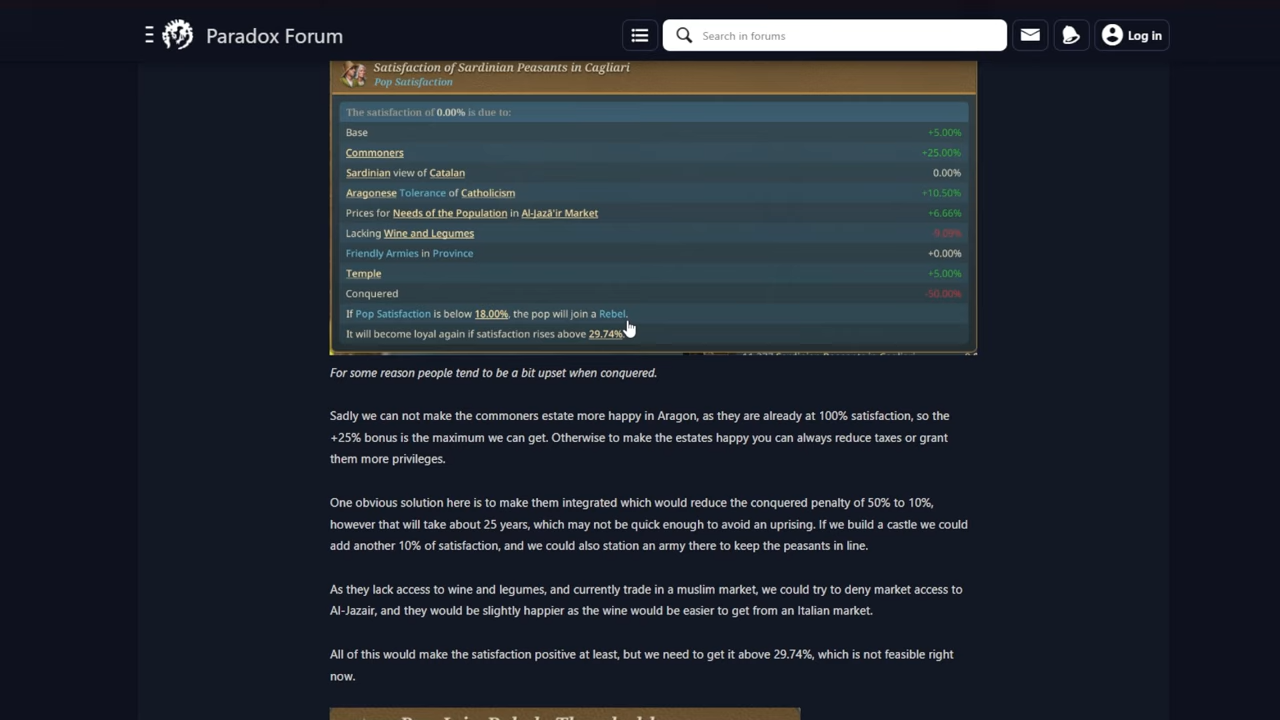 Paradox Forum
Search in forums
Log in
Satisfaction of Sardinian Peasants in Cagliari
Pop Satisfaction
The satisfaction of 0.00% is due to:
Base +5.00%
Commoners +25.00%
Sardinian view of Catalan 0.00%
Aragonese Tolerance of Catholicism +10.50%
Prices for Needs of the Population in Al-Jazā'ir Market +6.66%
Lacking Wine and Legumes -9.09%
Friendly Armies in Province +0.00%
Temple +5.00%
Conquered -50.00%
If Pop Satisfaction is below 18.00%, the pop will join a Rebel.
It will become loyal again if satisfaction rises above 29.74%
For some reason people tend to be a bit upset when conquered.
Sadly we can not make the commoners estate more happy in Aragon, as they are already at 100% satisfaction, so the
+25% bonus is the maximum we can get. Otherwise to make the estates happy you can always reduce taxes or grant
them more privileges.
One obvious solution here is to make them integrated which would reduce the conquered penalty of 50% to 10%,
however that will take about 25 years, which may not be quick enough to avoid an uprising. If we build a castle we could
add another 10% of satisfaction, and we could also station an army there to keep the peasants in line.
As they lack access to wine and legumes, and currently trade in a muslim market, we could try to deny market access to
Al-Jazair, and they would be slightly happier as the wine would be easier to get from an Italian market.
All of this would make the satisfaction positive at least, but we need to get it above 29.74%, which is not feasible right
now.